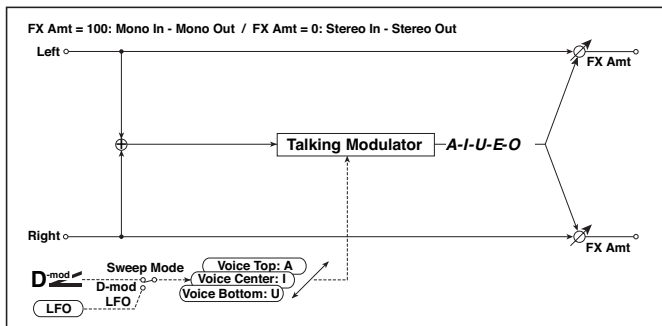 FX Amt = 100: Mono In - Mono Out / FX Amt = 0: Stereo In - Stereo Out
Left
FX Amt
Talking Modulator
A-I-U-E-O
Right
FX Amt
D-mod
Sweep Mode
D-mod
LFO
Voice Top: A
Voice Center: I
Voice Bottom: U
LFO